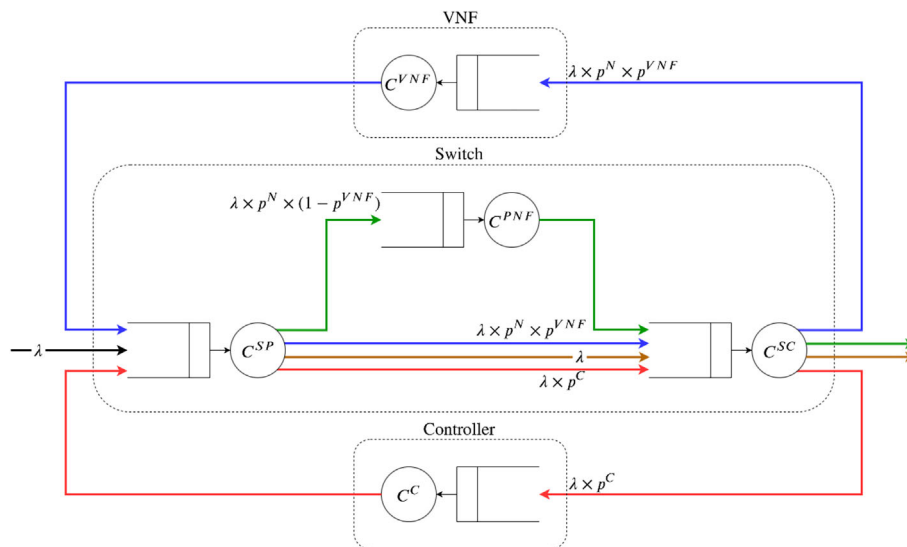 VNF
C^{VNF}
λ × p^N × p^{VNF}
Switch
λ × p^N × (1 − p^{VNF})
C^{PNF}
λ
C^{SP}
λ × p^N × p^{VNF}
λ
λ × p^C
C^{SC}
Controller
C^C
λ × p^C